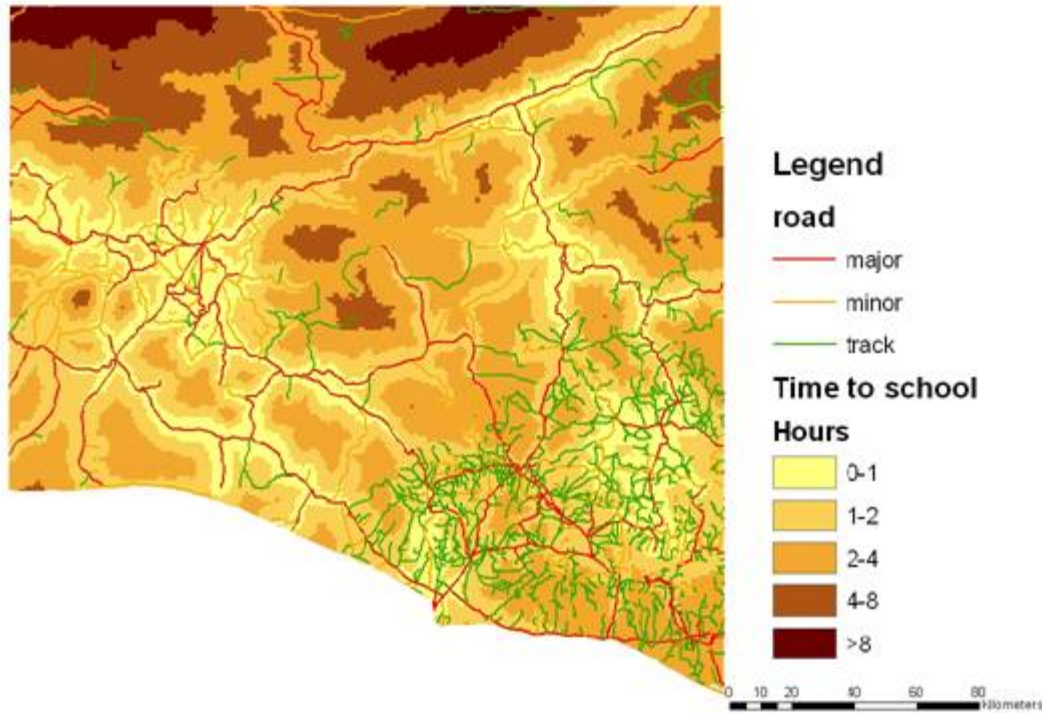 Legend
road
major
minor
track
Time to school
Hours
0-1
1-2
2-4
4-8
>8
0 10 20 40 60 80
Kilometers